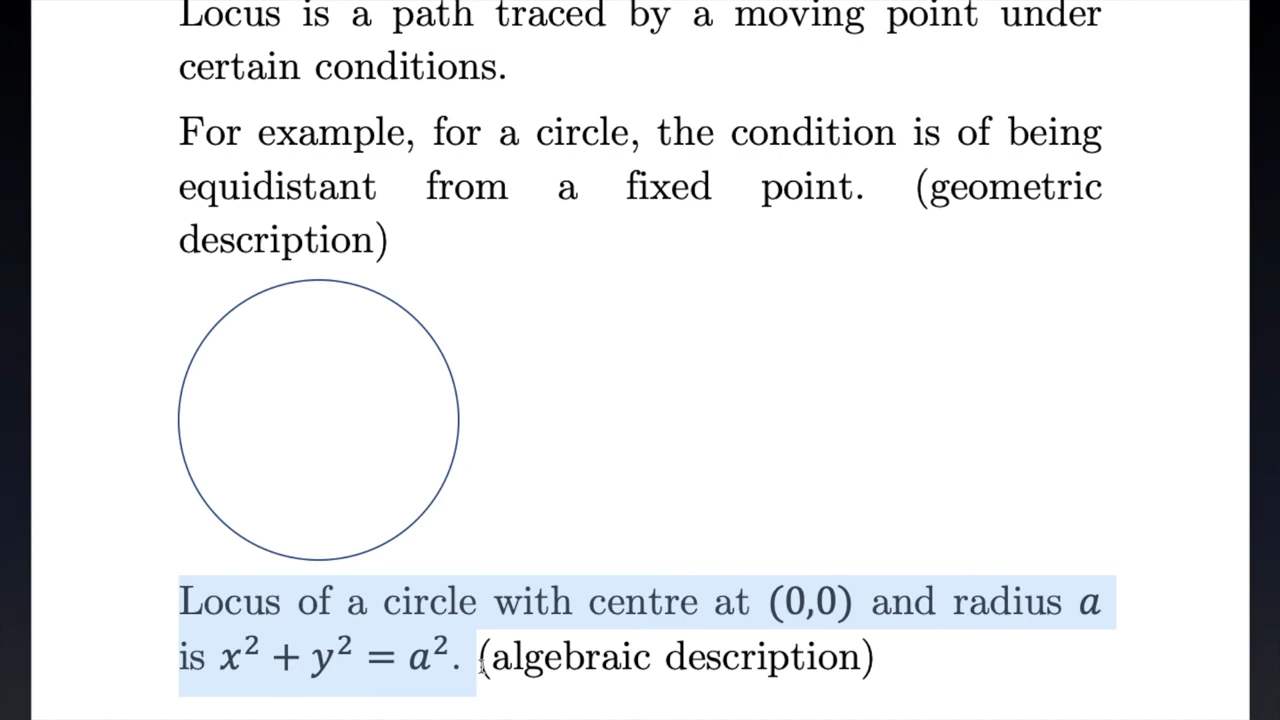 Locus is a path traced by a moving point under
certain conditions.
For example, for a circle, the condition is of being
equidistant from a fixed point. (geometric
description)
Locus of a circle with centre at (0,0) and radius a
is x² + y² = a². (algebraic description)